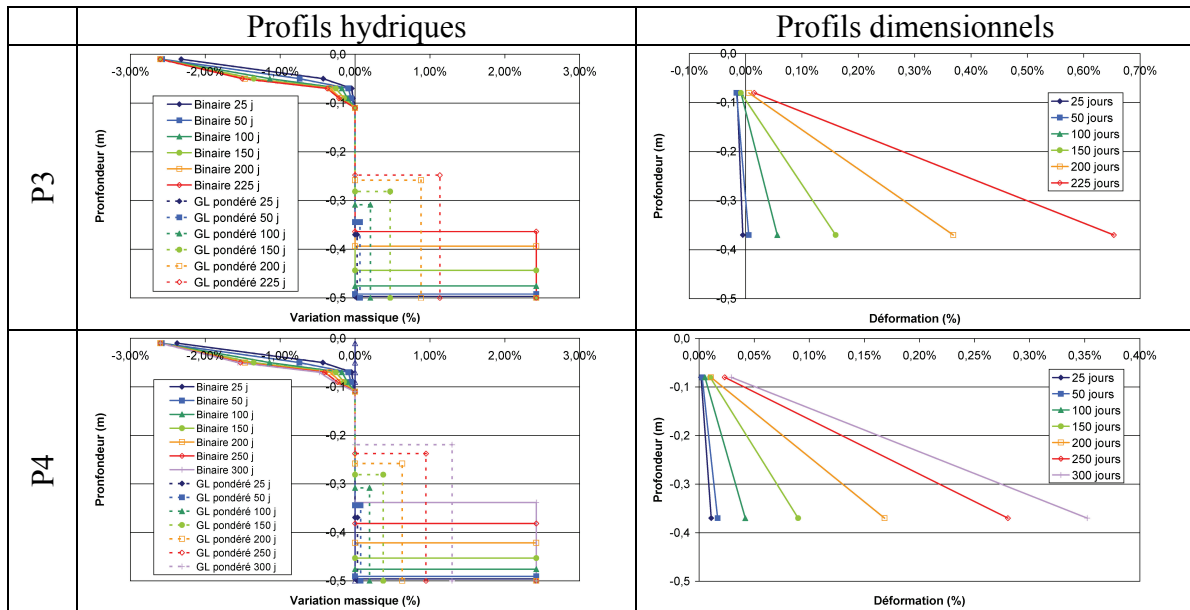 Profils hydriques
Profils dimensionnels
P3
0,0
-3,00% -2,00% -1,00% 0,00% 1,00% 2,00% 3,00%
-0,1
-0,2
-0,3
-0,4
-0,5
Pronfondeur (m)
Variation massique (%)
Binaire 25 j
Binaire 50 j
Binaire 100 j
Binaire 150 j
Binaire 200 j
Binaire 225 j
GL pondéré 25 j
GL pondéré 50 j
GL pondéré 100 j
GL pondéré 150 j
GL pondéré 200 j
GL pondéré 225 j
0,0
-0,10% 0,00% 0,10% 0,20% 0,30% 0,40% 0,50% 0,60% 0,70%
-0,1
-0,2
-0,3
-0,4
-0,5
Profondeur (m)
Déformation (%)
25 jours
50 jours
100 jours
150 jours
200 jours
225 jours
P4
0,0
-3,00% -2,00% -1,00% 0,00% 1,00% 2,00% 3,00%
-0,1
-0,2
-0,3
-0,4
-0,5
Pronfondeur (m)
Variation massique (%)
Binaire 25 j
Binaire 50 j
Binaire 100 j
Binaire 150 j
Binaire 200 j
Binaire 250 j
Binaire 300 j
GL pondéré 25 j
GL pondéré 50 j
GL pondéré 100 j
GL pondéré 150 j
GL pondéré 200 j
GL pondéré 250 j
GL pondéré 300 j
0,0
0,00% 0,05% 0,10% 0,15% 0,20% 0,25% 0,30% 0,35% 0,40%
-0,1
-0,2
-0,3
-0,4
-0,5
Profondeur (m)
Déformation (%)
25 jours
50 jours
100 jours
150 jours
200 jours
250 jours
300 jours